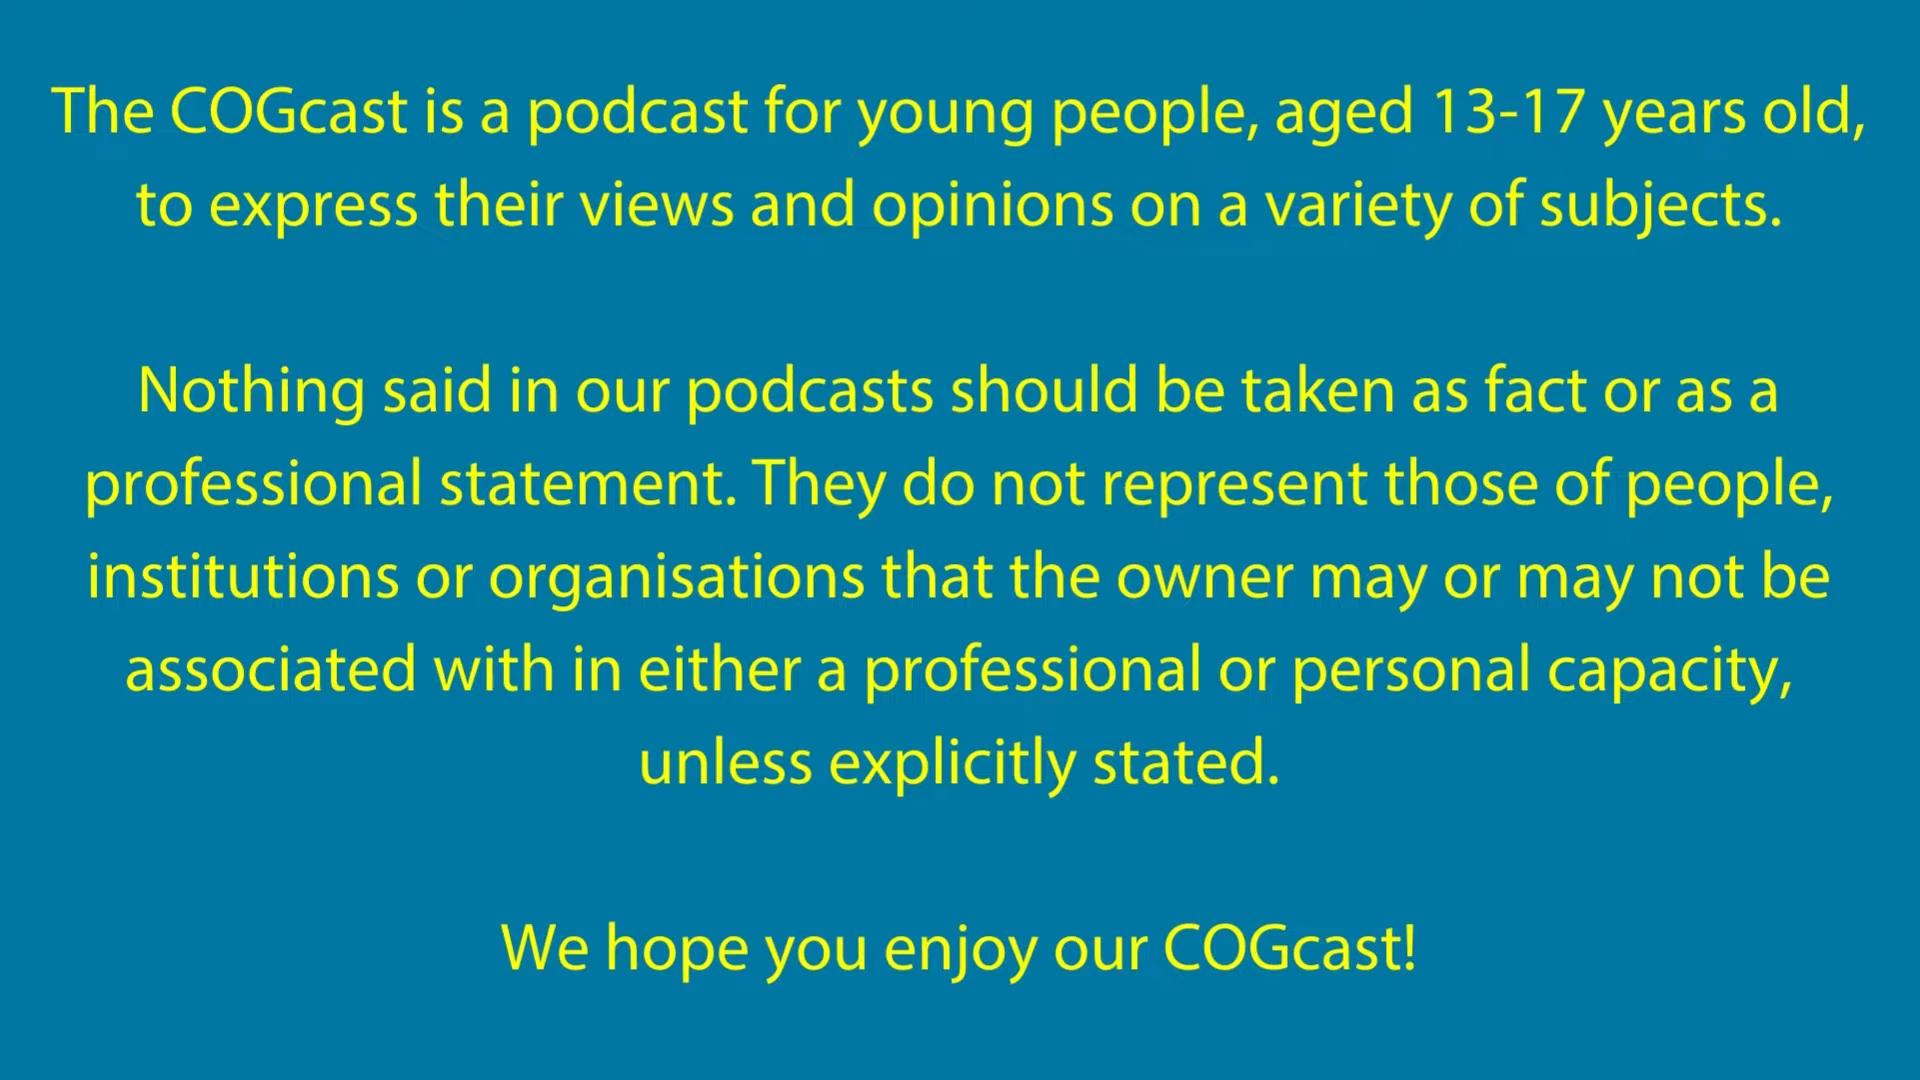 The COGcast is a podcast for young people, aged 13-17 years old,
to express their views and opinions on a variety of subjects.
Nothing said in our podcasts should be taken as fact or as a
professional statement. They do not represent those of people,
institutions or organisations that the owner may or may not be
associated with in either a professional or personal capacity,
unless explicitly stated.
We hope you enjoy our COGcast!